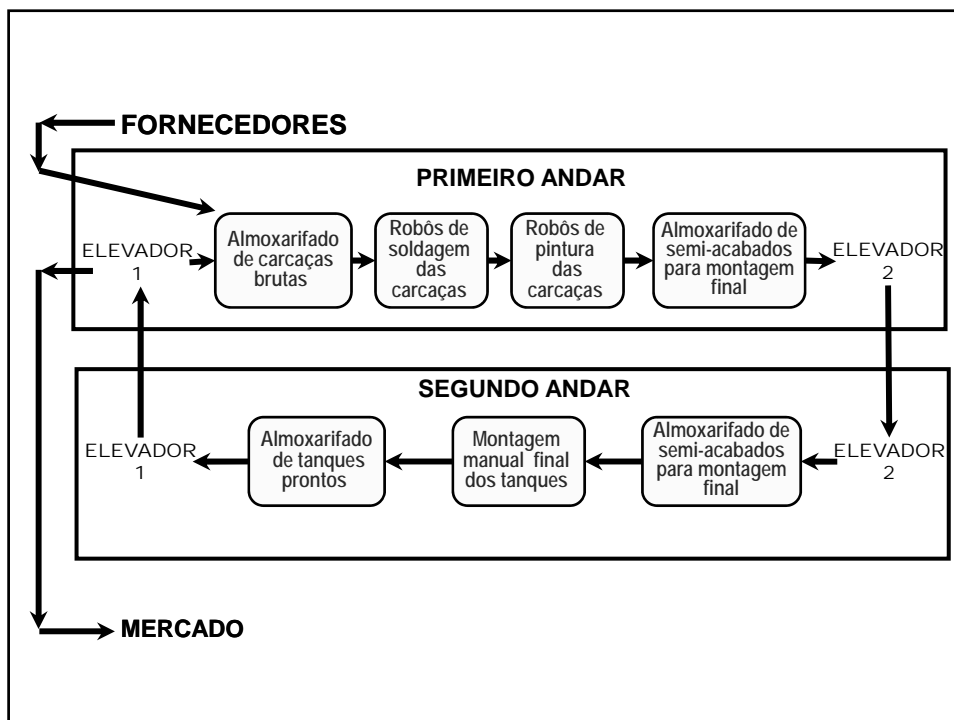 FORNECEDORES
PRIMEIRO ANDAR
ELEVADOR
1
Almoxarifado
de carcaças
brutas
Robôs de
soldagem
das
carcaças
Robôs de
pintura
das
carcaças
Almoxarifado de
semi-acabados
para montagem
final
ELEVADOR
2
SEGUNDO ANDAR
ELEVADOR
1
Almoxarifado
de tanques
prontos
Montagem
manual final
dos tanques
Almoxarifado de
semi-acabados
para montagem
final
ELEVADOR
2
MERCADO